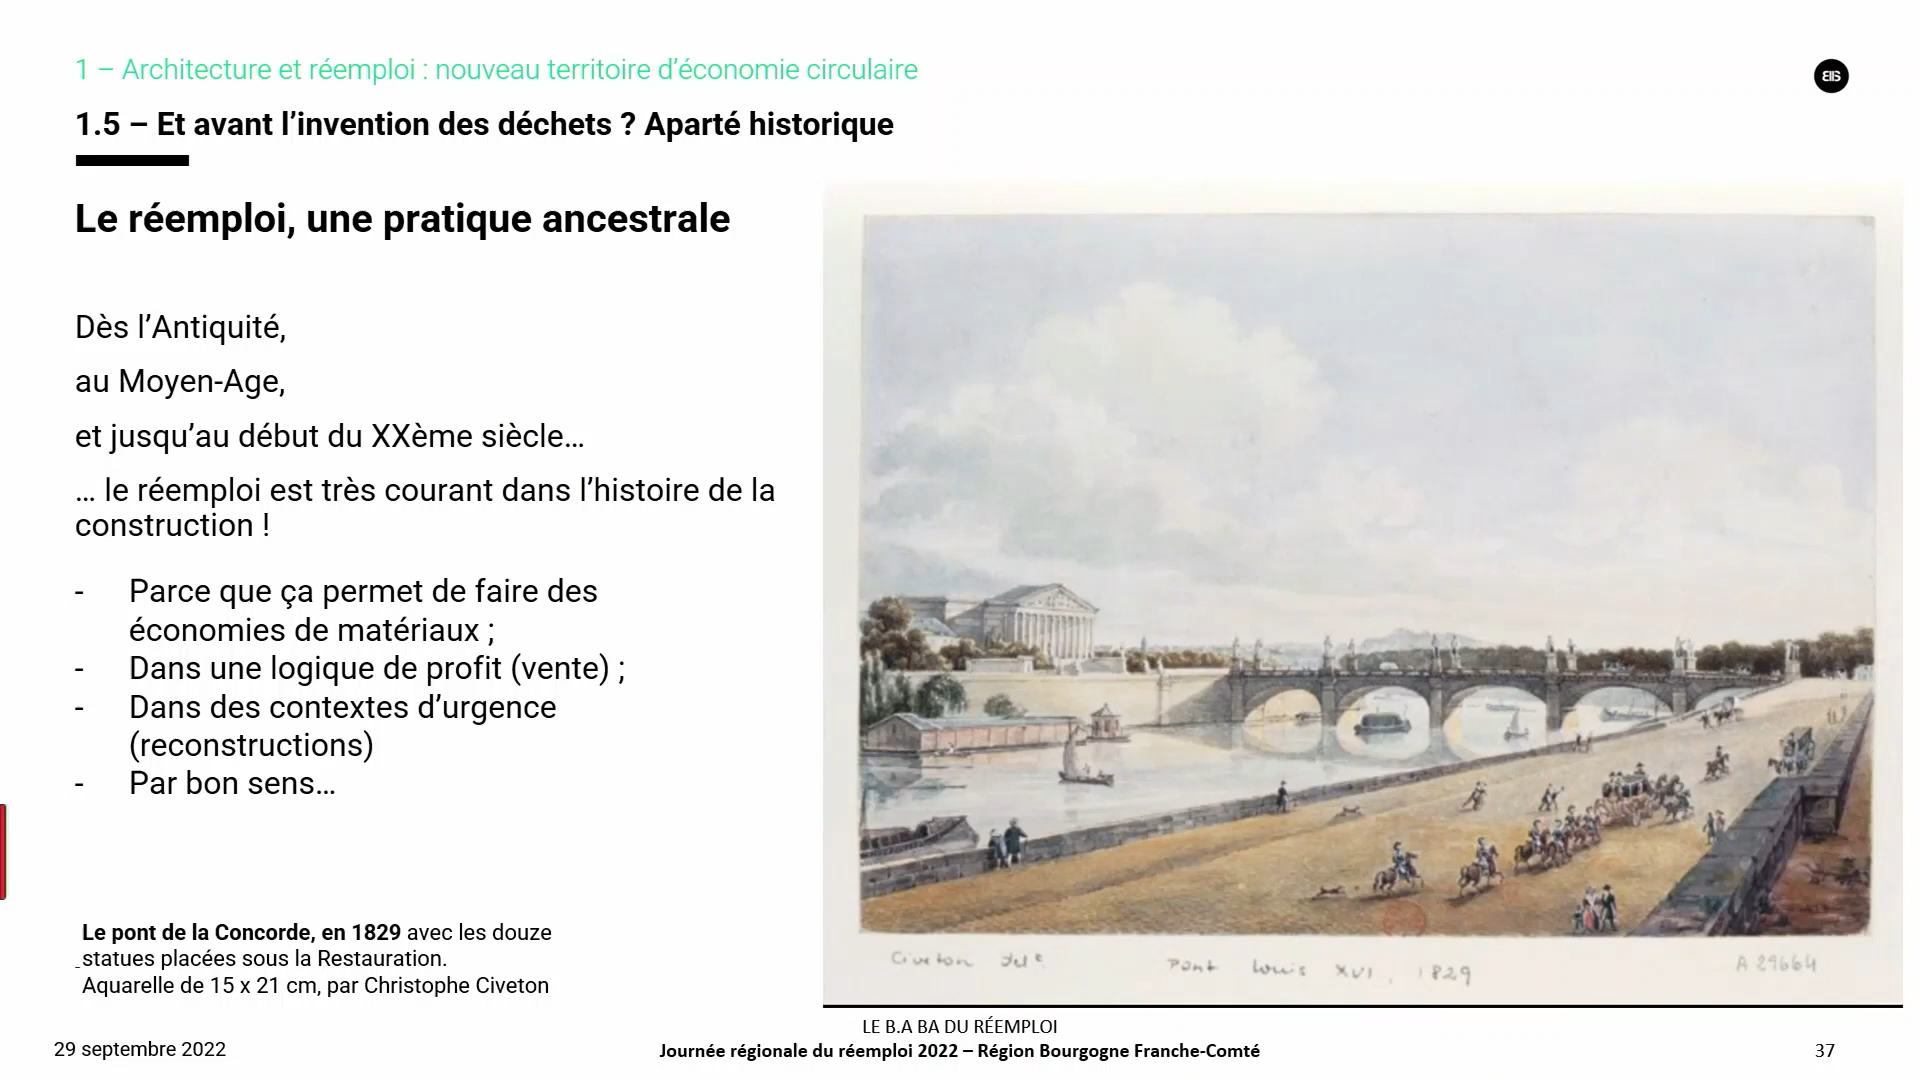 1 – Architecture et réemploi : nouveau territoire d’économie circulaire
1.5 – Et avant l’invention des déchets ? Aparté historique
Le réemploi, une pratique ancestrale
Dès l’Antiquité,
au Moyen-Age,
et jusqu’au début du XXème siècle…
… le réemploi est très courant dans l’histoire de la
construction !
- Parce que ça permet de faire des
économies de matériaux ;
- Dans une logique de profit (vente) ;
- Dans des contextes d’urgence
(reconstructions)
- Par bon sens…
Le pont de la Concorde, en 1829 avec les douze
statues placées sous la Restauration.
Aquarelle de 15 x 21 cm, par Christophe Civeton
Civeton delt.
Pont Louis XVI, 1829
A 29664
LE B.A BA DU RÉEMPLOI
29 septembre 2022
Journée régionale du réemploi 2022 – Région Bourgogne Franche-Comté
37